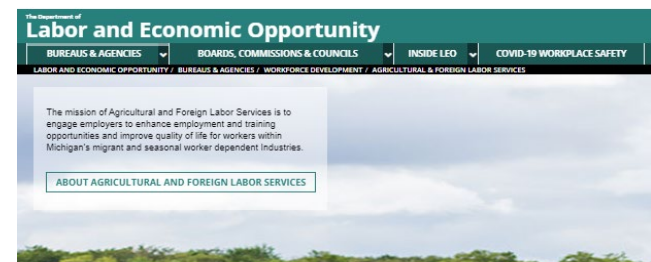 The Department of
Labor and Economic Opportunity
BUREAUS & AGENCIES BOARDS, COMMISSIONS & COUNCILS INSIDE LEO COVID-19 WORKPLACE SAFETY
LABOR AND ECONOMIC OPPORTUNITY / BUREAUS & AGENCIES / WORKFORCE DEVELOPMENT / AGRICULTURAL & FOREIGN LABOR SERVICES
The mission of Agricultural and Foreign Labor Services is to
engage employers to enhance employment and training
opportunities and improve quality of life for workers within
Michigan's migrant and seasonal worker dependent Industries.
ABOUT AGRICULTURAL AND FOREIGN LABOR SERVICES